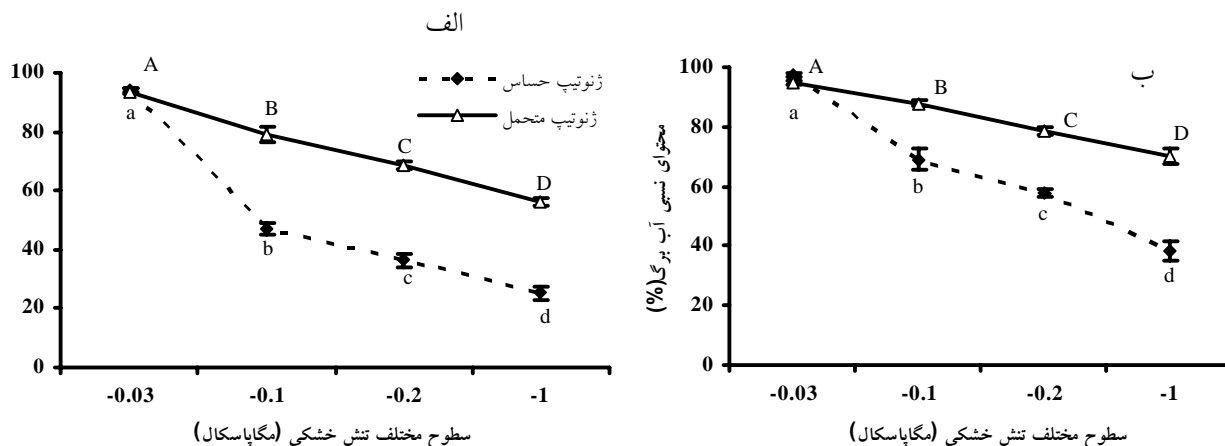 الف
100
80
60
40
20
0
A
B
C
D
a
b
c
d
ژنوتیپ حساس
ژنوتیپ متحمل
-0.03 -0.1 -0.2 -1
سطوح مختلف تنش خشکی (مگاپاسکال)
ب
محتوای نسبی آب برگ(%)
100
80
60
40
20
0
A
B
C
D
a
b
c
d
-0.03 -0.1 -0.2 -1
سطوح مختلف تنش خشکی (مگاپاسکال)